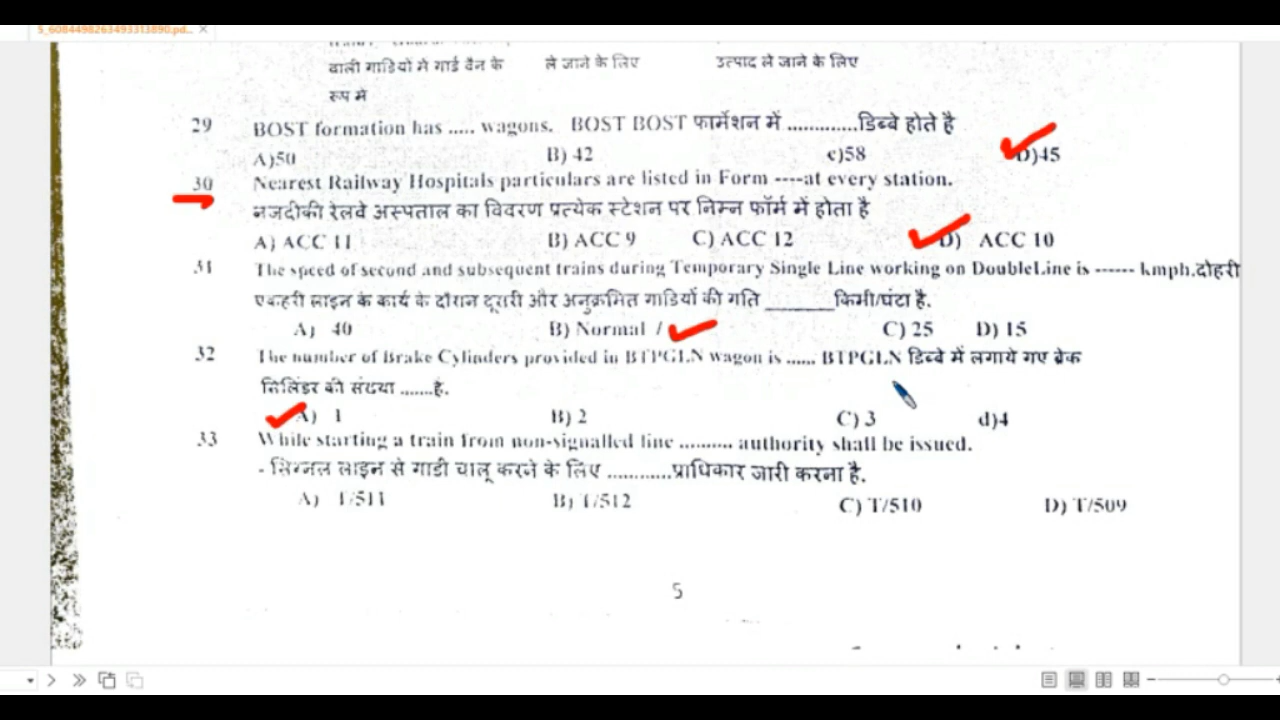 5_6084498263493313890.pd...
वाली गाडियों मे गार्ड वैन के ले जाने के लिए उत्पाद ले जाने के लिए
रूप मे
29 BOST formation has ..... wagons. BOST BOST फार्मेशन में .............डिब्बे होते है
A)50 B) 42 c)58 D)45
30 Nearest Railway Hospitals particulars are listed in Form ----at every station.
नजदीकी रेलवे अस्पताल का विवरण प्रत्येक स्टेशन पर निम्न फॉर्म में होता है
A) ACC 11 B) ACC 9 C) ACC 12 D) ACC 10
31 The speed of second and subsequent trains during Temporary Single Line working on DoubleLine is ------ kmph.दोहरी
एकहरी लाइन के कार्य के दौरान दूसरी और अनुक्रमित गाडियों की गति _______किमी/घंटा है.
A) 40 B) Normal / C) 25 D) 15
32 The number of Brake Cylinders provided in BTPGLN wagon is ...... BTPGLN डिब्बे में लगाये गए ब्रेक
सिलिंडर की संख्या .......है.
A) 1 B) 2 C) 3 d)4
33 While starting a train from non-signalled line .......... authority shall be issued.
- सिग्नल लाइन से गाडी चालू करने के लिए ............प्राधिकार जारी करना है.
A) T/511 B) T/512 C) T/510 D) T/509
5